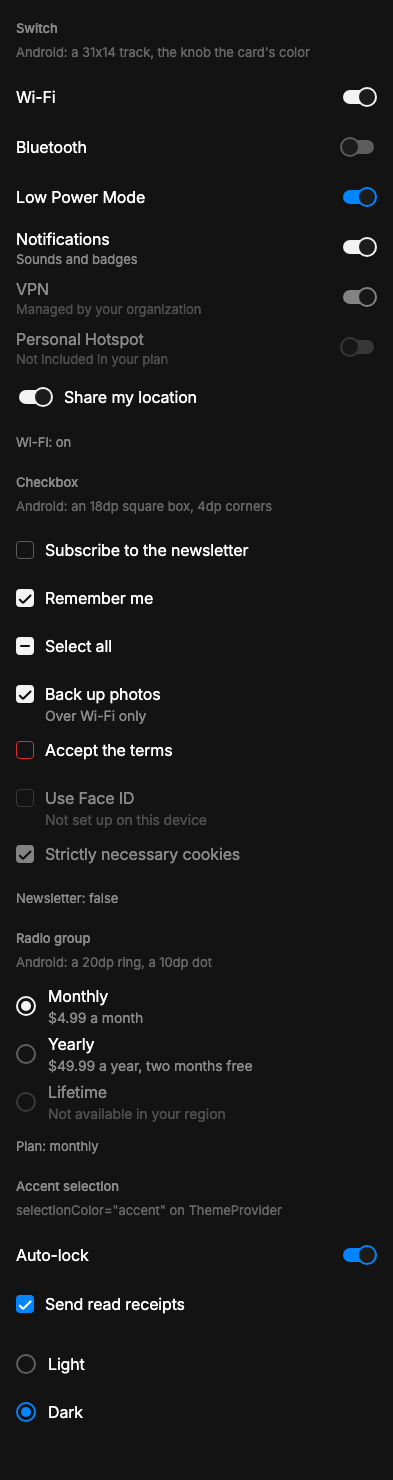 Switch
Android: a 31x14 track, the knob the card's color
Wi-Fi
Bluetooth
Low Power Mode
Notifications
Sounds and badges
VPN
Managed by your organization
Personal Hotspot
Not included in your plan
Share my location
Wi-Fi: on
Checkbox
Android: an 18dp square box, 4dp corners
Subscribe to the newsletter
Remember me
Select all
Back up photos
Over Wi-Fi only
Accept the terms
Use Face ID
Not set up on this device
Strictly necessary cookies
Newsletter: false
Radio group
Android: a 20dp ring, a 10dp dot
Monthly
$4.99 a month
Yearly
$49.99 a year, two months free
Lifetime
Not available in your region
Plan: monthly
Accent selection
selectionColor="accent" on ThemeProvider
Auto-lock
Send read receipts
Light
Dark